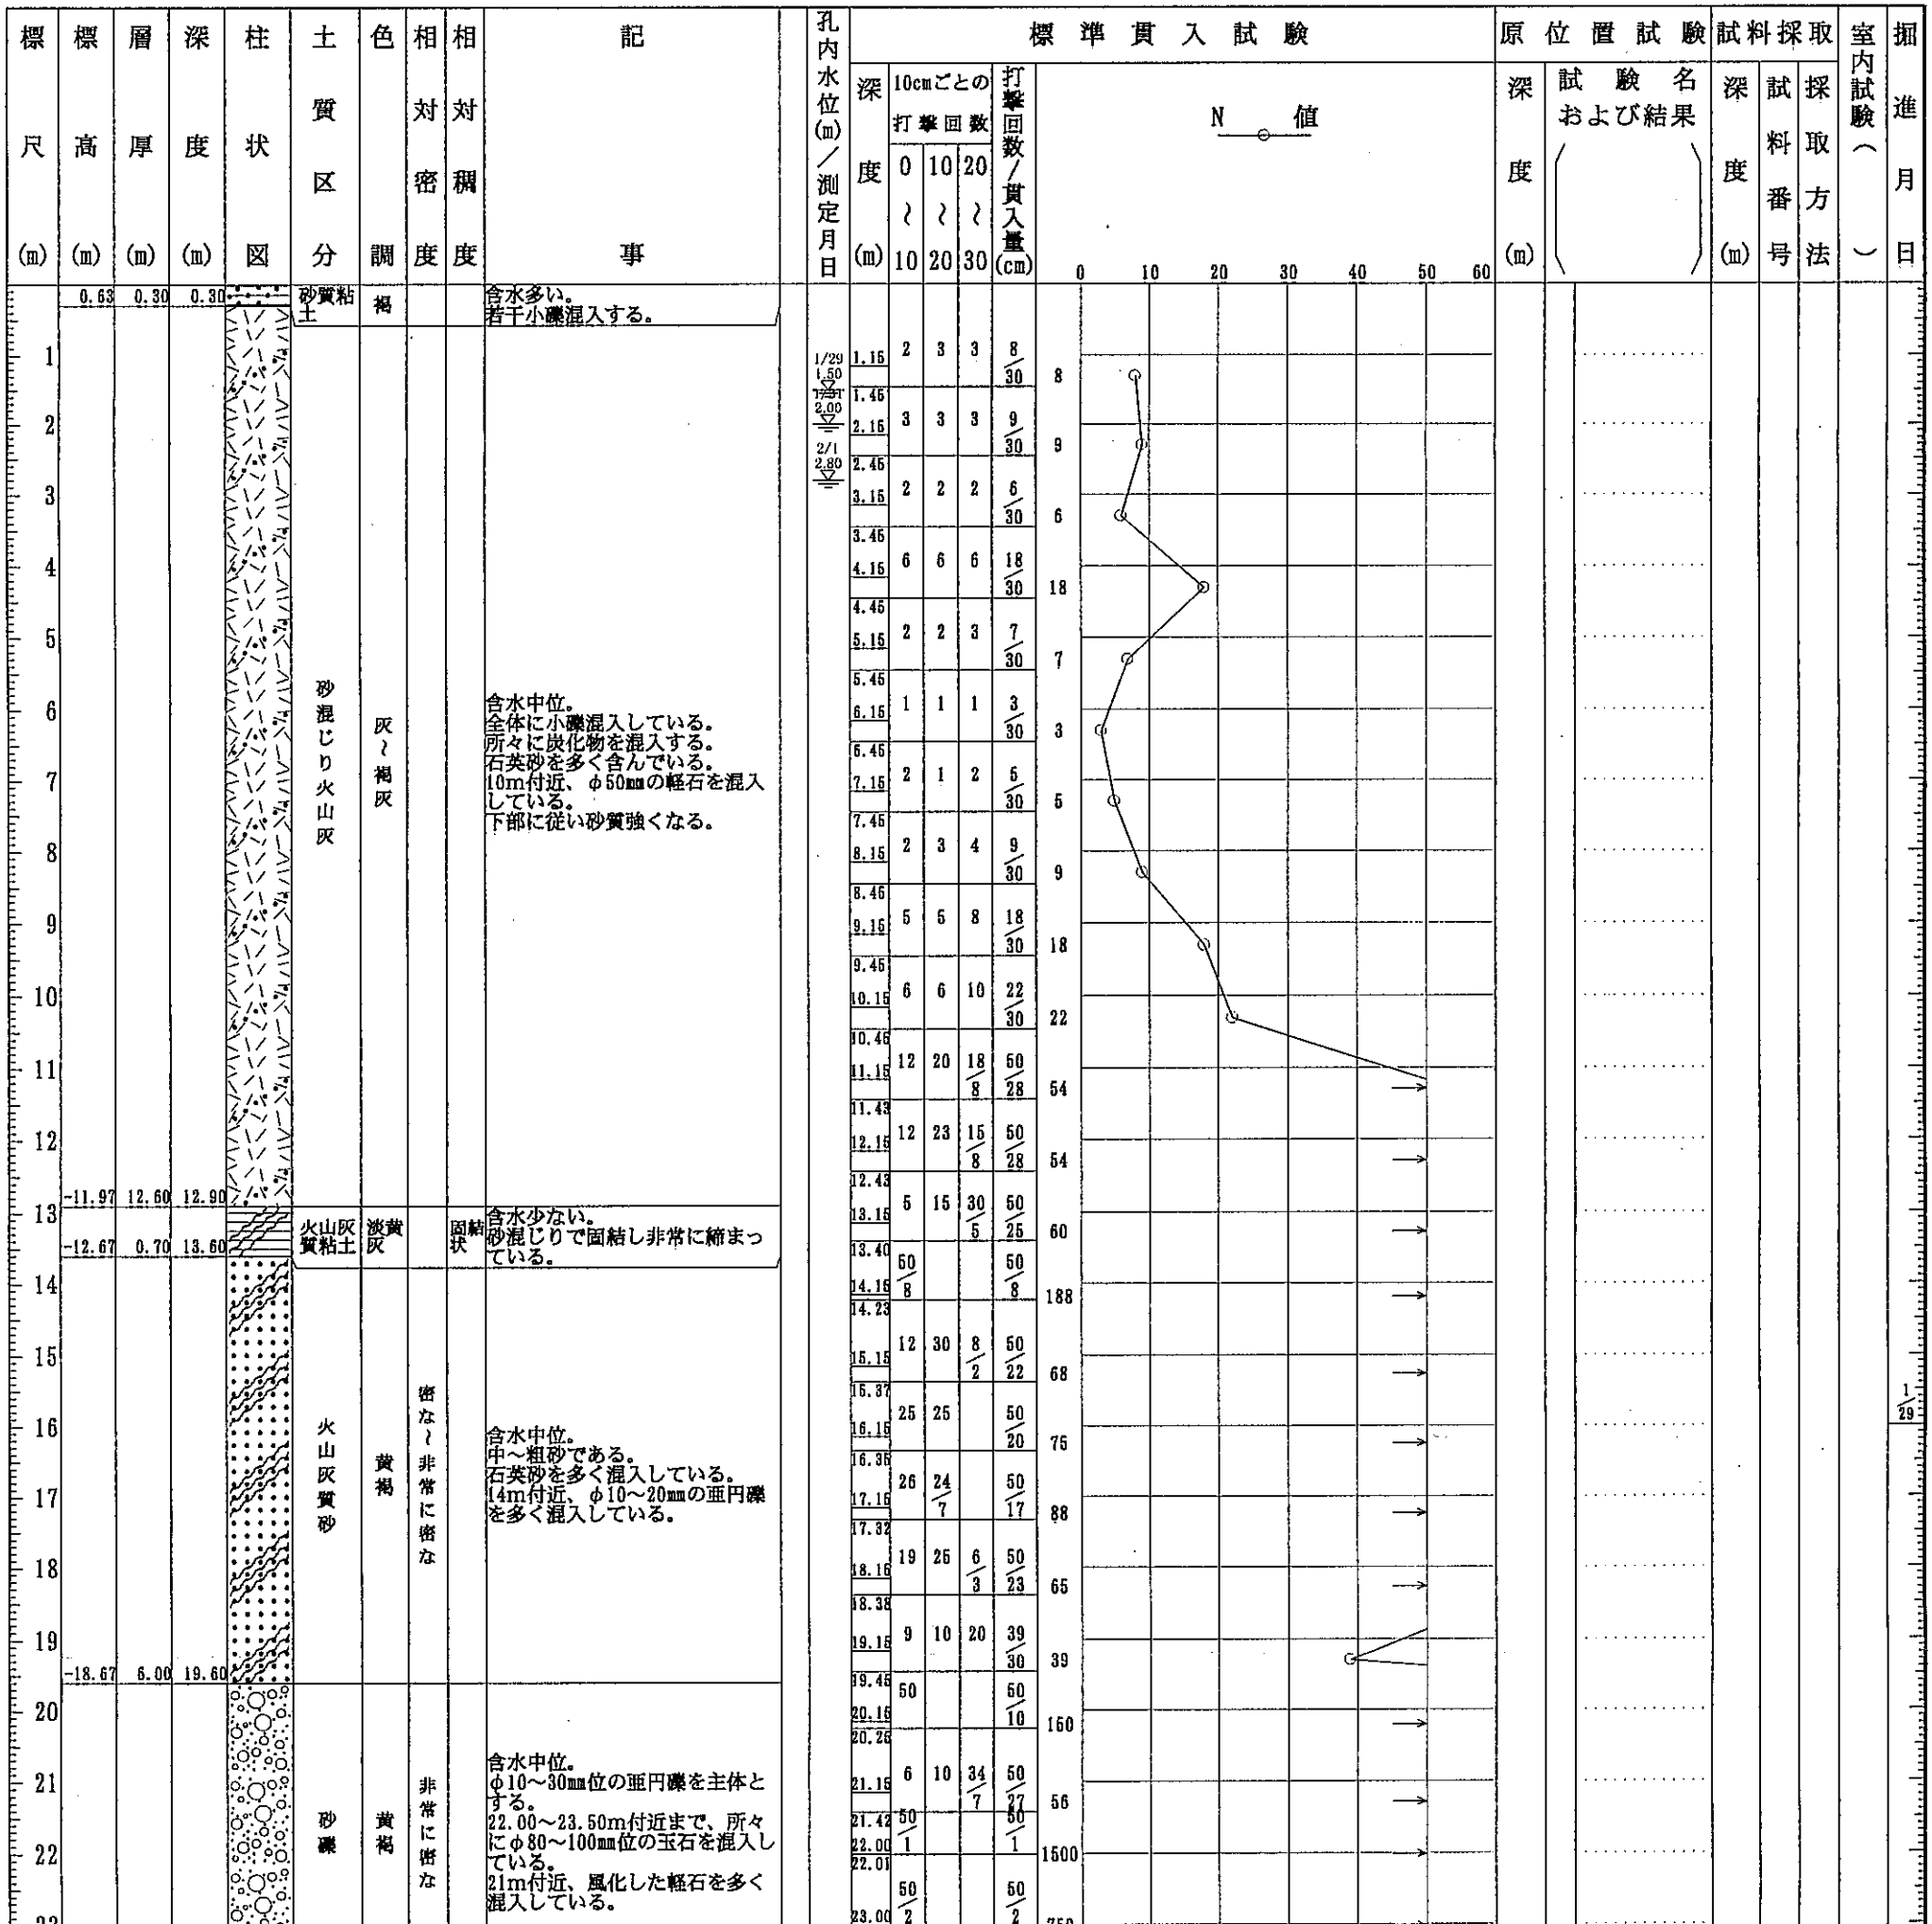 標尺(m) 標高(m) 層厚(m) 深度(m) 柱状図 土質区分 色調 相対密度 相対稠度 記事 孔内水位(m)/測定月日 標準貫入試験 原位置試験 試料採取 室内試験() 掘進月日
深度(m) 10cmごとの打撃回数 打撃回数/貫入量(cm) N値 深度(m) 試験名および結果() 深度(m) 試料番号 採取方法
0〜10 10〜20 20〜30
0 10 20 30 40 50 60
0.63 0.30 0.30 砂質粘土 褐
含水多い。
若干小礫混入する。
1
2
3
4
5
6
7
8
9
10
11
12
13
14
15
16
17
18
19
20
21
22
砂混じり火山灰 灰〜褐灰
含水中位。
全体に小礫混入している。
所々に炭化物を混入する。
石英砂を多く含んでいる。
10m付近、φ50mmの軽石を混入
している。
下部に従い砂質強くなる。
-11.97 12.60 12.90
火山灰質粘土 淡黄灰 固結状
含水少ない。
砂混じりで固結し非常に締まっ
ている。
-12.67 0.70 13.60
火山灰質砂 黄褐 密な〜非常に密な
含水中位。
中〜粗砂である。
石英砂を多く混入している。
14m付近、φ10〜20mmの亜円礫
を多く混入している。
-18.67 6.00 19.60
砂礫 黄褐 非常に密な
含水中位。
φ10〜30mm位の亜円礫を主体と
する。
22.00〜23.50m付近まで、所々
にφ80〜100mm位の玉石を混入し
ている。
21m付近、風化した軽石を多く
混入している。
1/29
1.50
1/31
2.00
2/1
2.80
1.15 2 3 3 8/30 8
1.45
2.15 3 3 3 9/30 9
2.45
3.15 2 2 2 6/30 6
3.45
4.15 6 6 6 18/30 18
4.45
5.15 2 2 3 7/30 7
5.45
6.15 1 1 1 3/30 3
6.45
7.15 2 1 2 5/30 5
7.45
8.15 2 3 4 9/30 9
8.45
9.15 5 5 8 18/30 18
9.45
10.15 6 6 10 22/30 22
10.45
11.15 12 20 18/8 50/28 54
11.43
12.15 12 23 15/8 50/28 54
12.43
13.15 5 15 30/5 50/25 60
13.40
14.15 50/8 50/8 188
14.23
15.15 12 30 8/2 50/22 68
15.37
16.15 25 25 50/20 75
16.35
17.15 26 24/7 50/17 88
17.32
18.15 19 25 6/3 50/23 65
18.38
19.15 9 10 20 39/30 39
19.45
20.15 50 50/10 150
20.25
21.15 6 10 34/7 50/27 56
21.42
22.00 50/1 50/1 1500
22.01
23.00 50/2 50/2 750
1/29